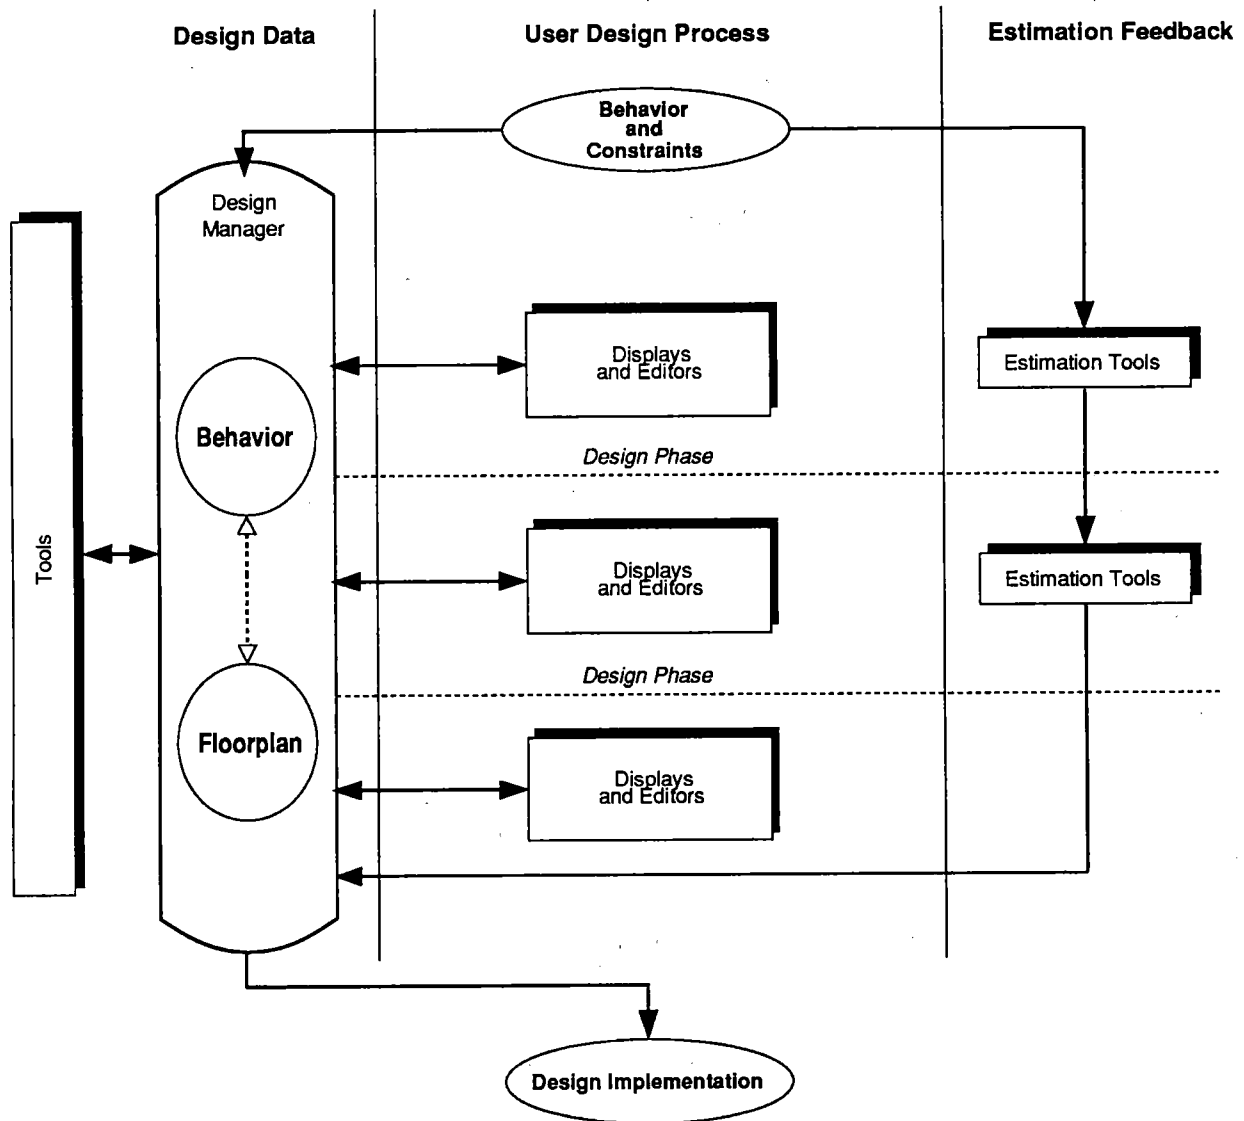 Design Data
User Design Process
Estimation Feedback
Behavior
and
Constraints
Design
Manager
Displays
and Editors
Estimation Tools
Behavior
Design Phase
Tools
Displays
and Editors
Estimation Tools
Design Phase
Floorplan
Displays
and Editors
Design Implementation